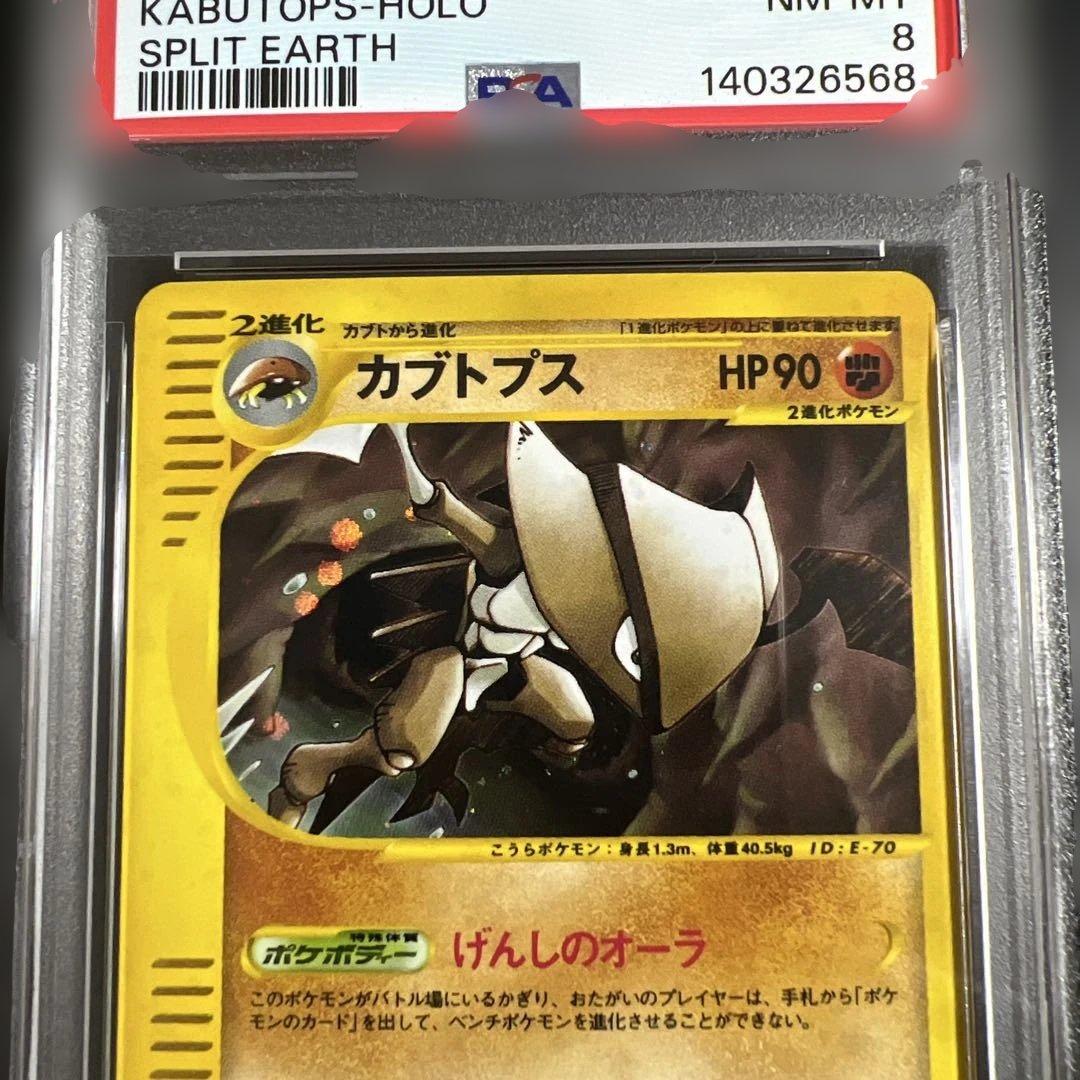 KABUTOPS-HOLO
NM-MT
SPLIT EARTH
8
PSA
140326568
2進化
カブトから進化
「1進化ポケモン」の上に重ねて進化させます
カブトプス
HP90
2進化ポケモン
こうらポケモン：身長1.3m、体重40.5kg ID:E-70
特殊体質
ポケボディー
げんしのオーラ
このポケモンがバトル場にいるかぎり、おたがいのプレイヤーは、手札から「ポケ
モンのカード」を出して、ベンチポケモンを進化させることができない。